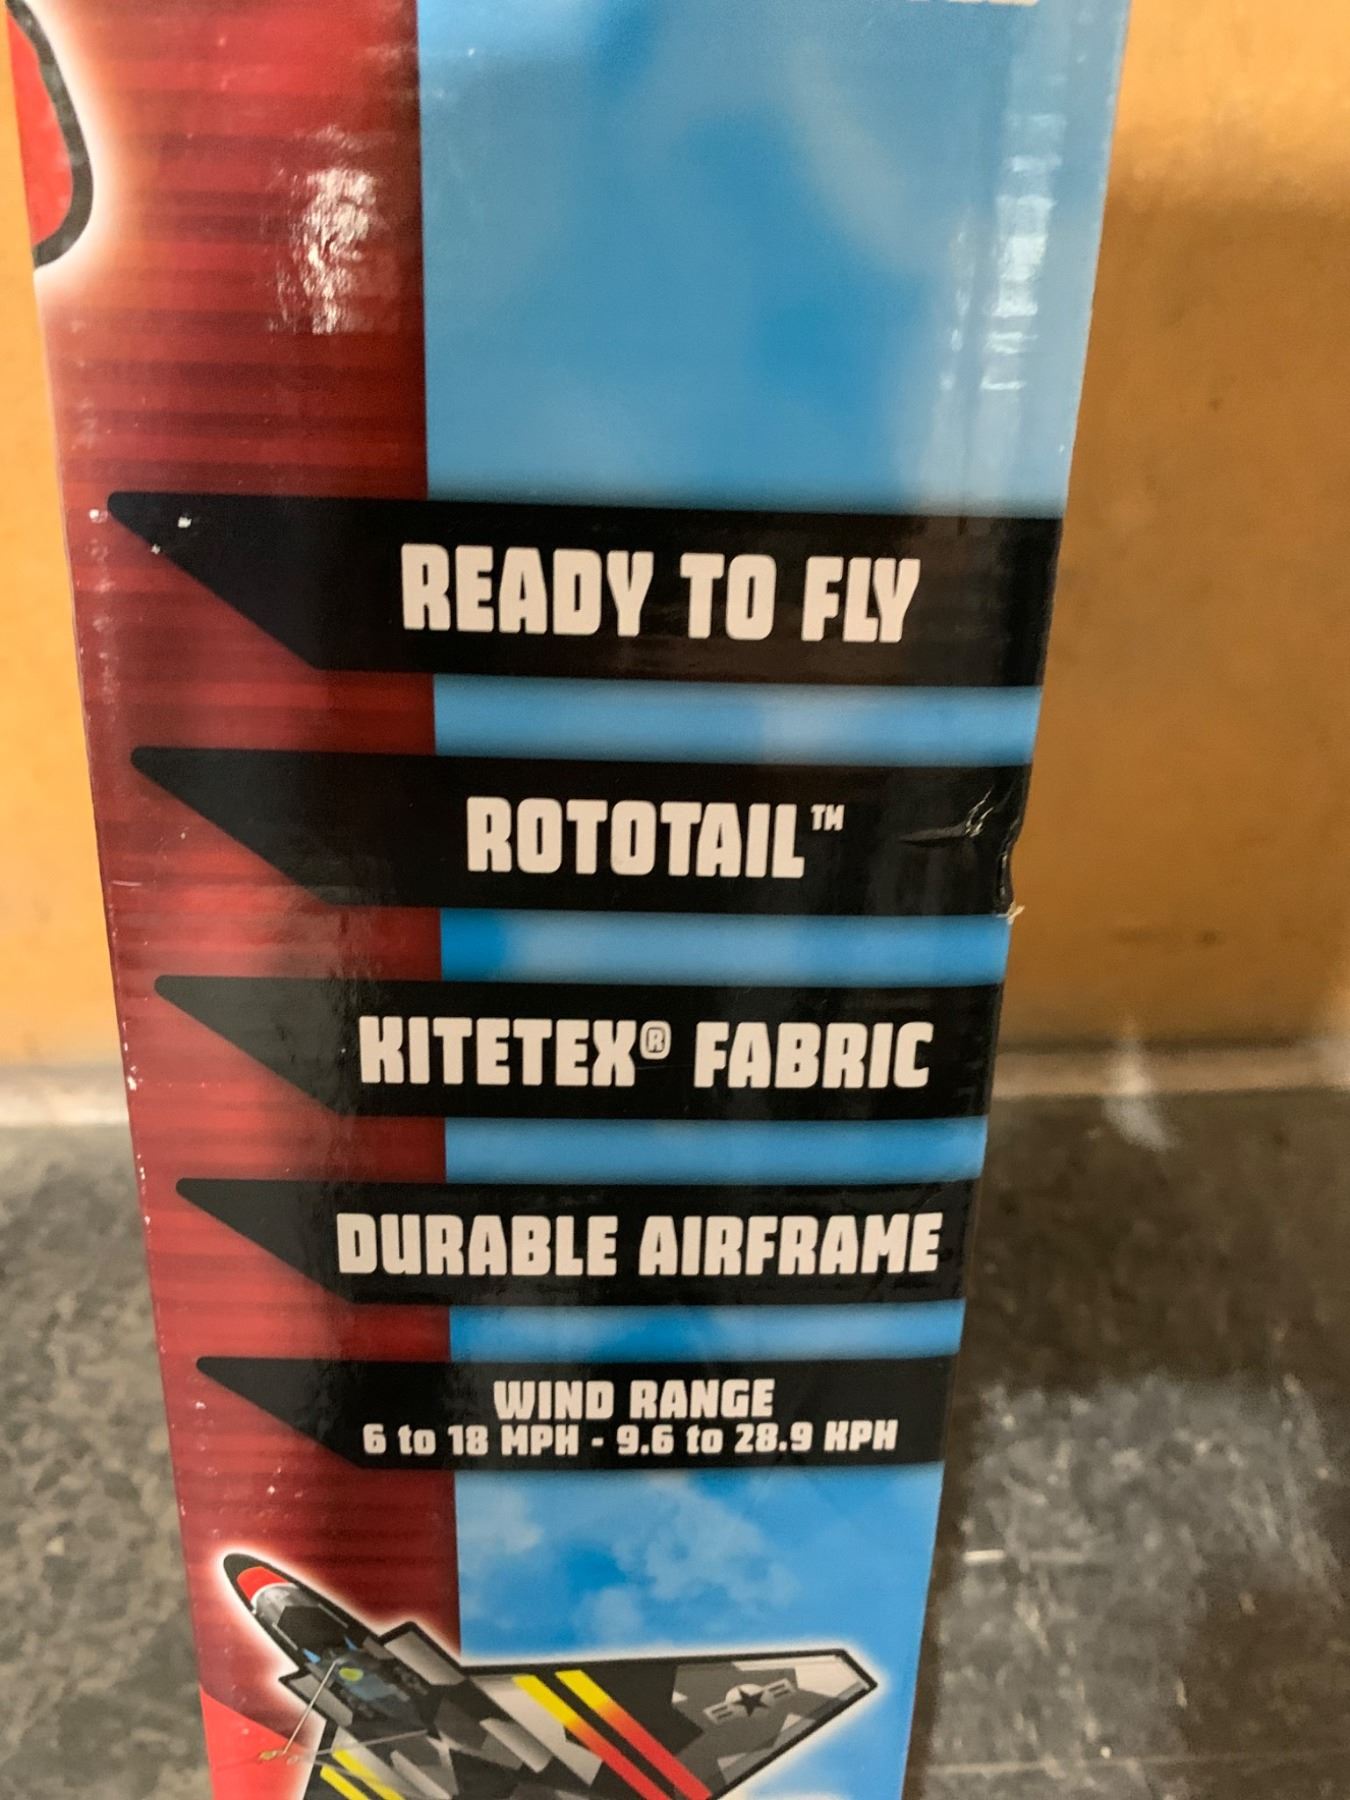 READY TO FLY
ROTOTAIL™
KITETEX® FABRIC
DURABLE AIRFRAME
WIND RANGE
6 to 18 MPH - 9.6 to 28.9 KPH